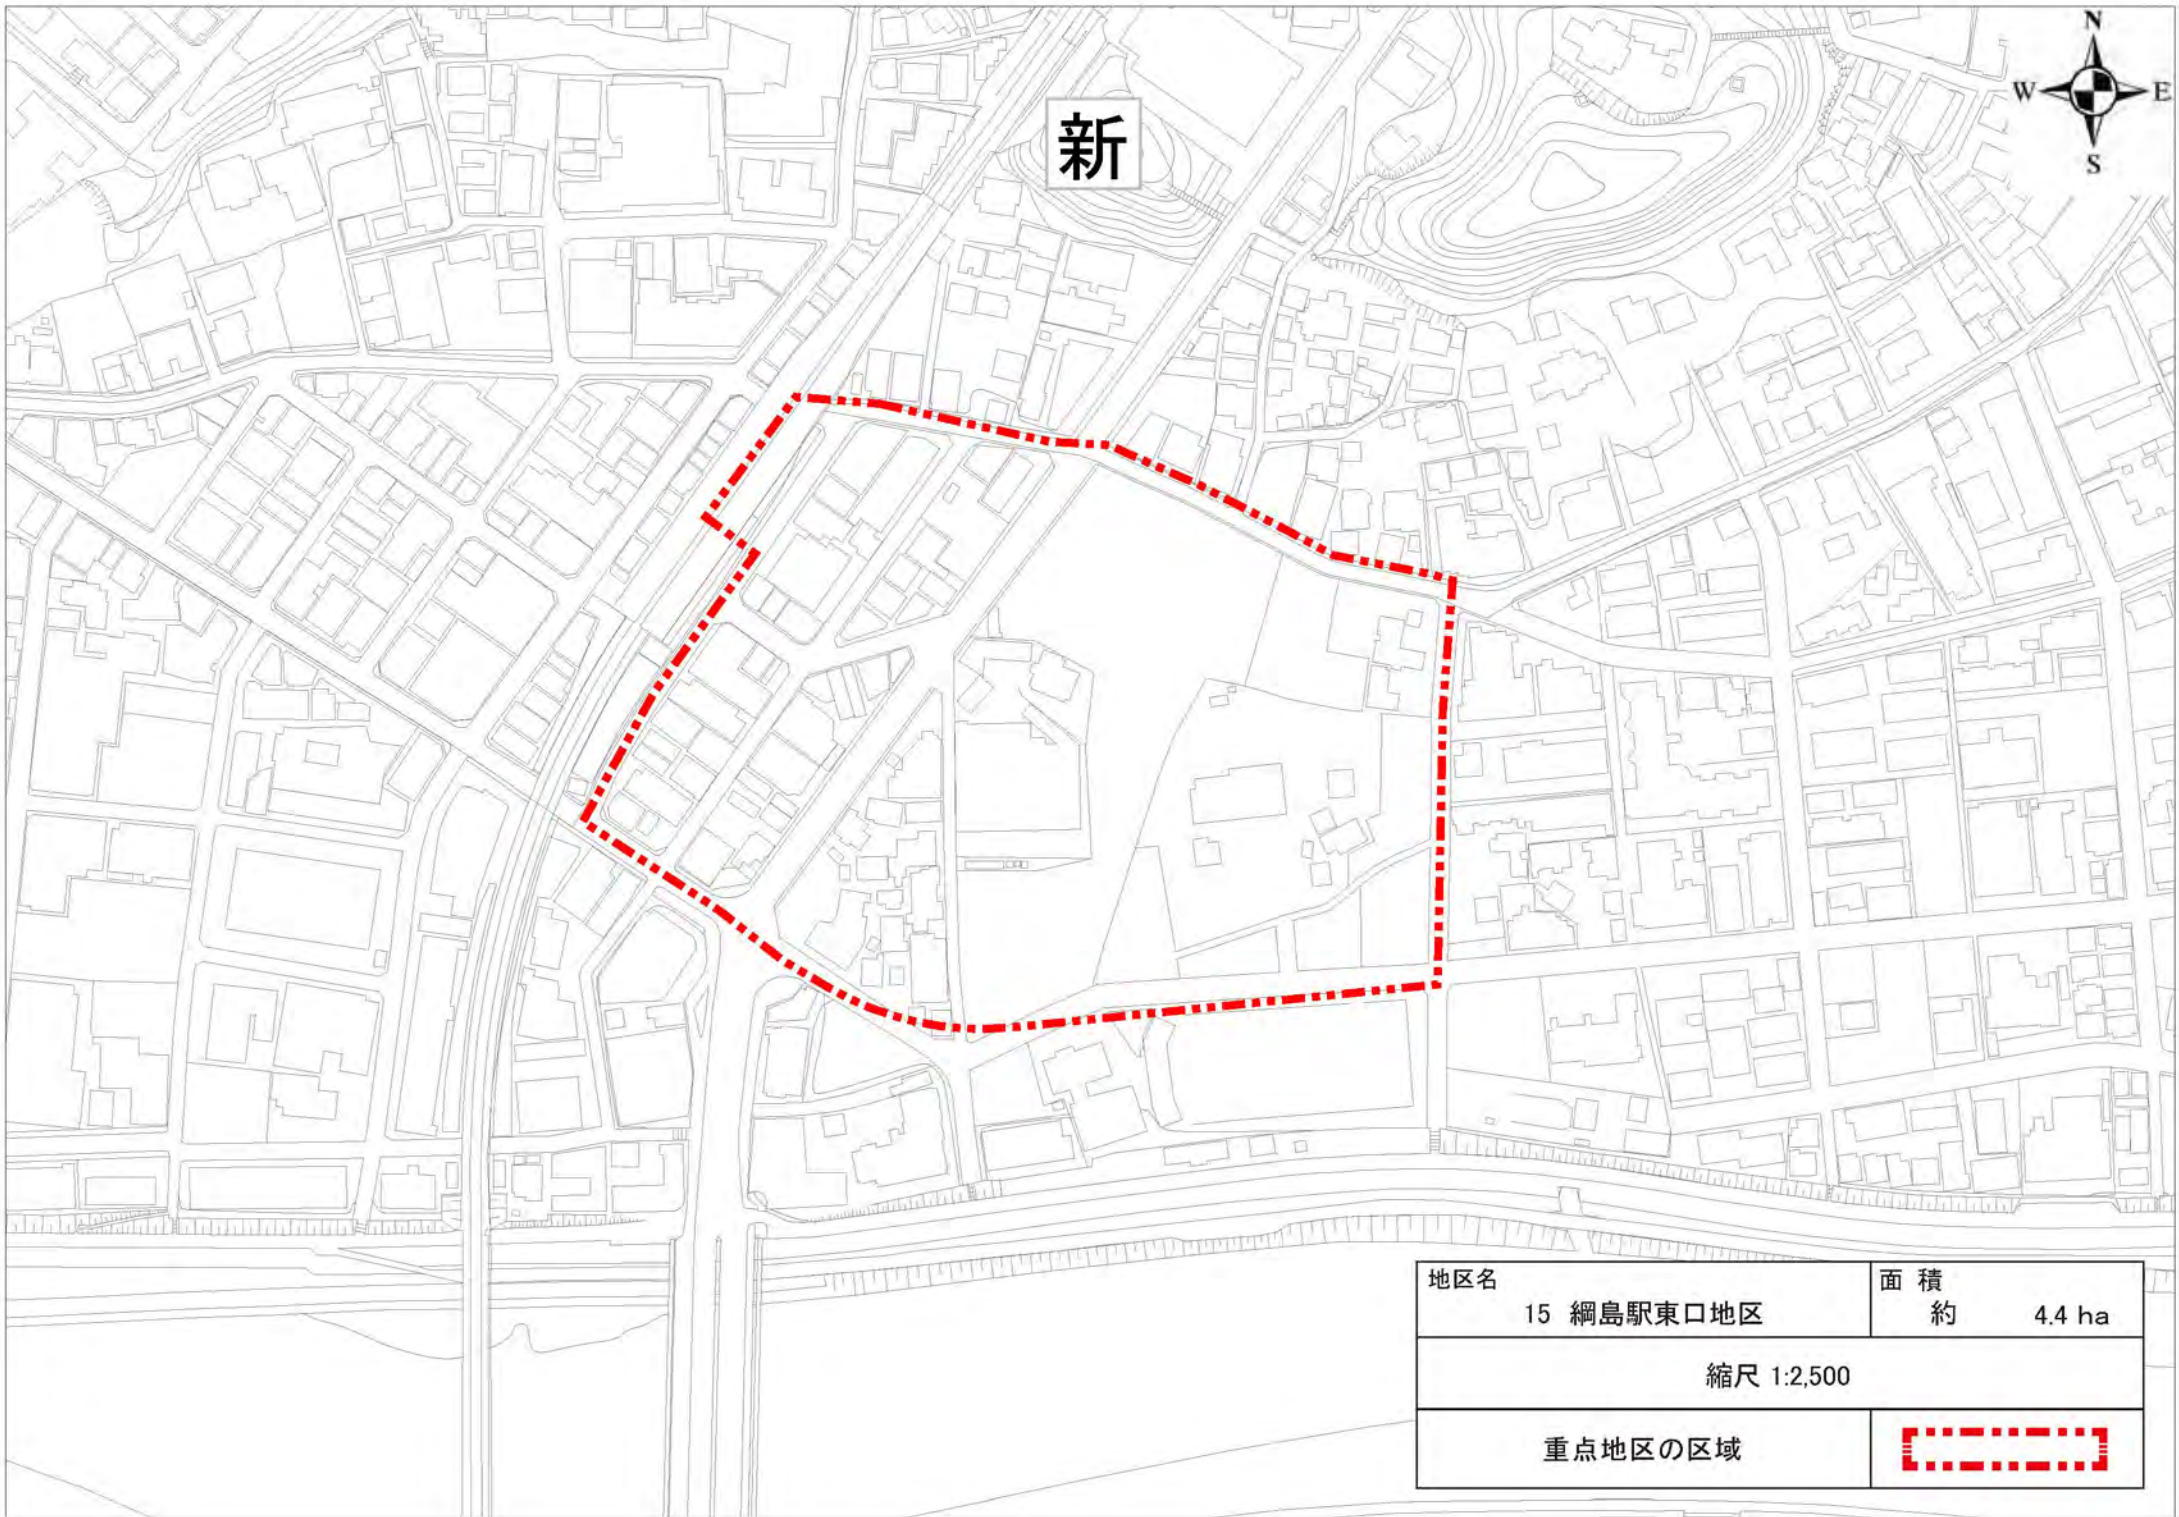 N
W E
S
新
地区名
15 綱島駅東口地区
面 積
約 4.4 ha
縮尺 1:2,500
重点地区の区域